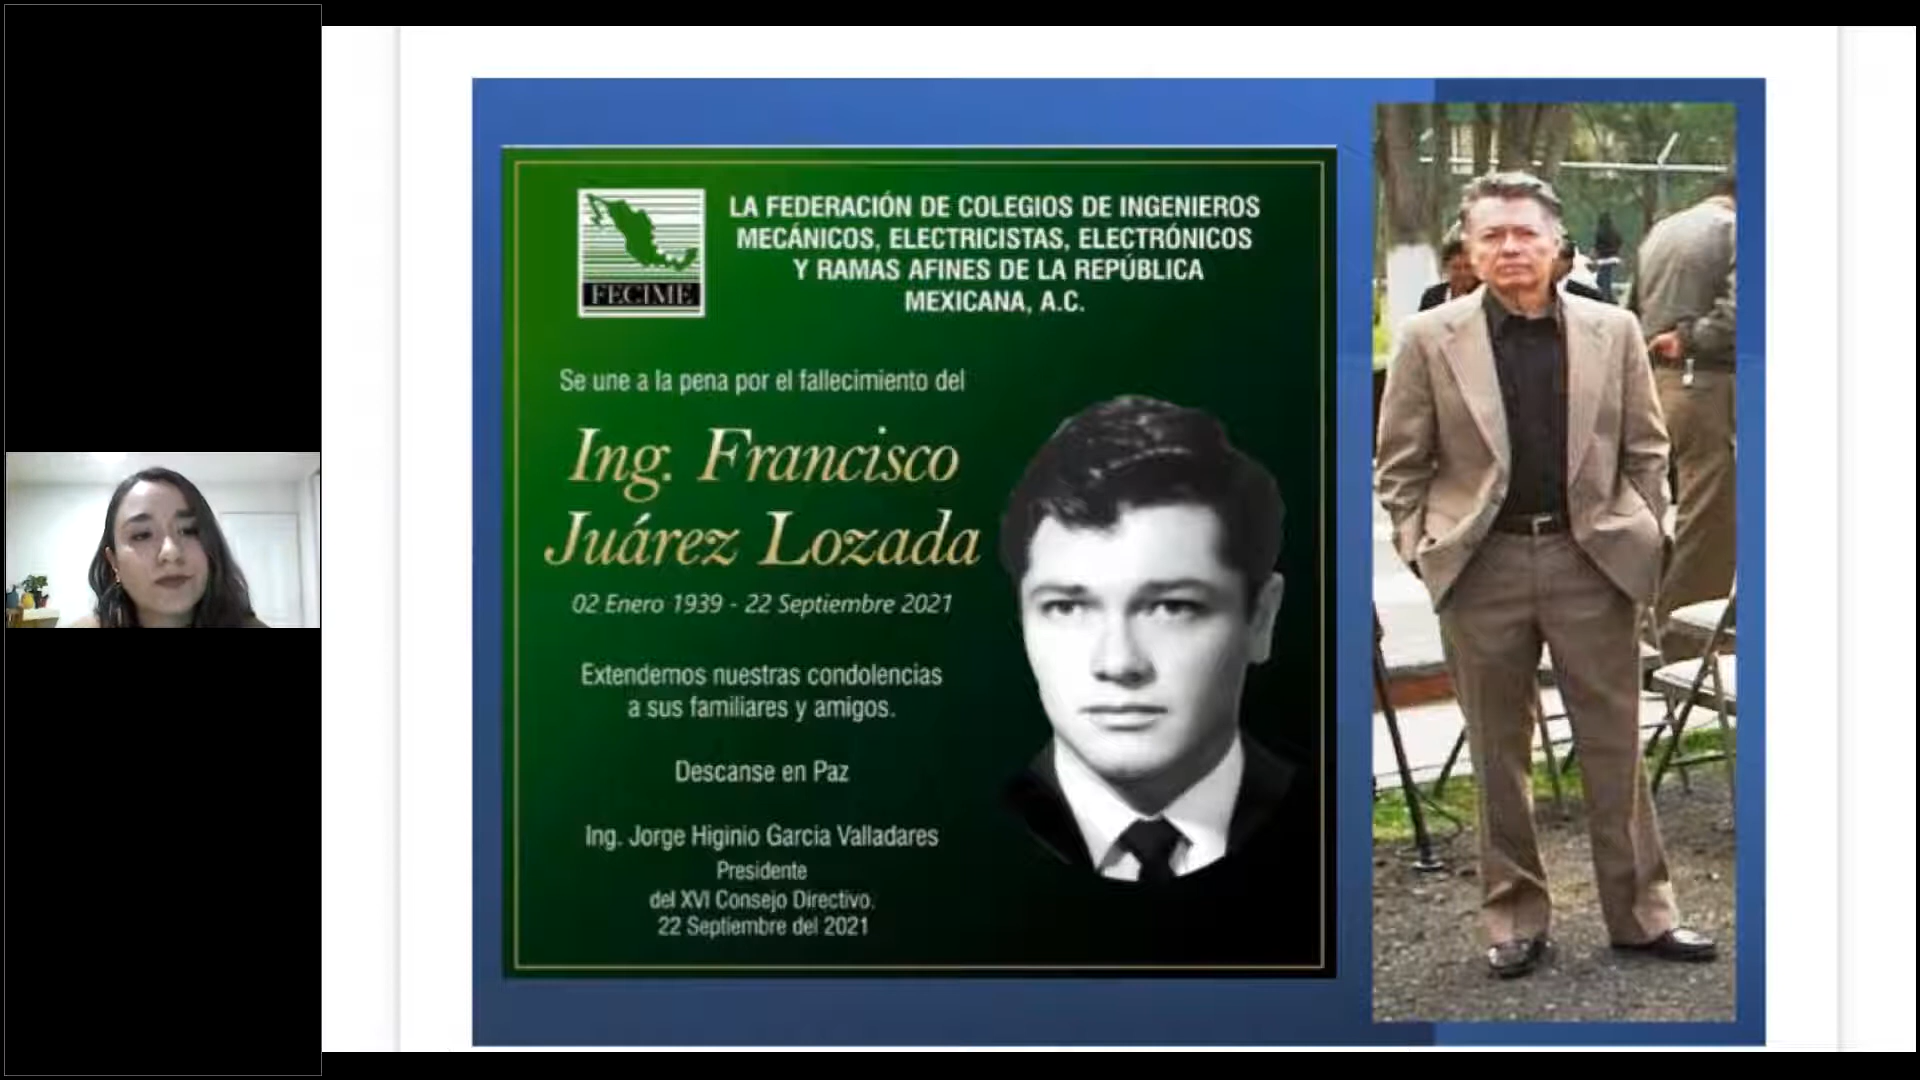 FECIME
LA FEDERACIÓN DE COLEGIOS DE INGENIEROS
MECÁNICOS, ELECTRICISTAS, ELECTRÓNICOS
Y RAMAS AFINES DE LA REPÚBLICA
MEXICANA, A.C.
Se une a la pena por el fallecimiento del
Ing. Francisco
Juárez Lozada
02 Enero 1939 - 22 Septiembre 2021
Extendemos nuestras condolencias
a sus familiares y amigos.
Descanse en Paz
Ing. Jorge Higinio Garcia Valladares
Presidente
del XVI Consejo Directivo.
22 Septiembre del 2021